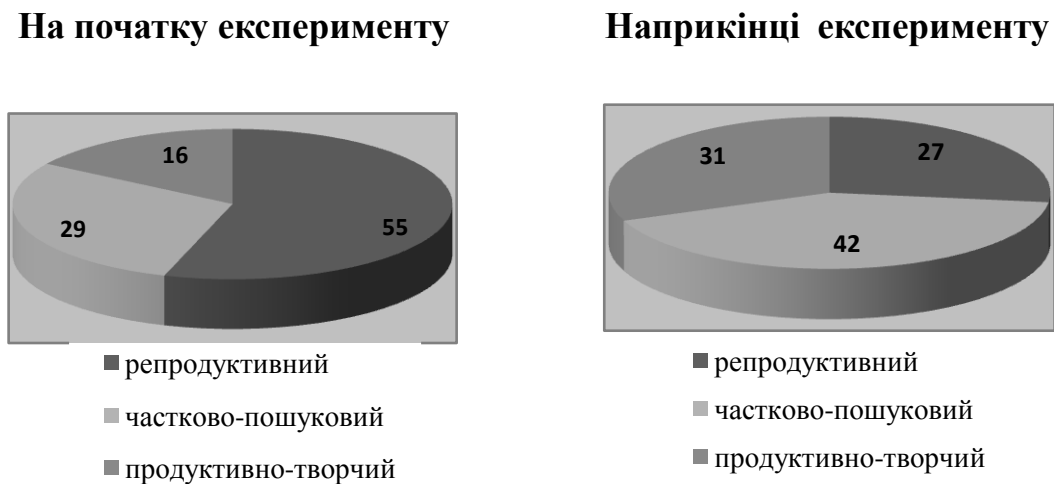 На початку експерименту
16
29
55
репродуктивний
частково-пошуковий
продуктивно-творчий
Наприкінці експерименту
31
27
42
репродуктивний
частково-пошуковий
продуктивно-творчий